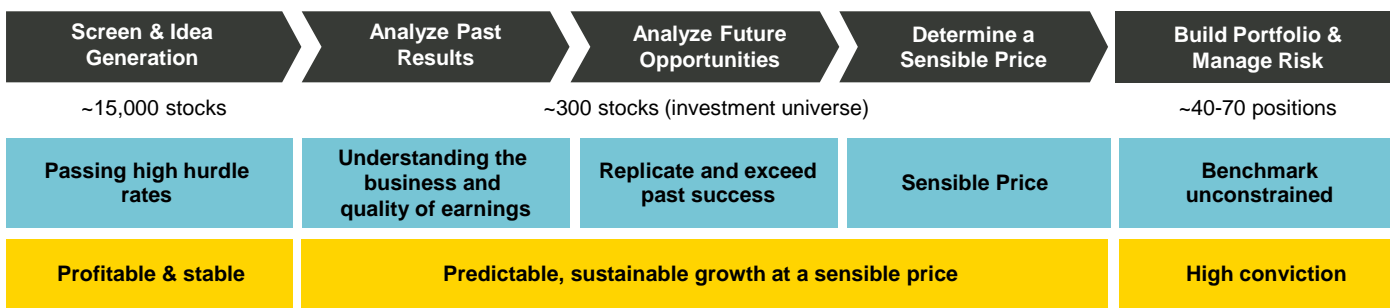 Screen & Idea
Generation
Analyze Past
Results
Analyze Future
Opportunities
Determine a
Sensible Price
Build Portfolio &
Manage Risk
~15,000 stocks
~300 stocks (investment universe)
~40-70 positions
Passing high hurdle
rates
Understanding the
business and
quality of earnings
Replicate and exceed
past success
Sensible Price
Benchmark
unconstrained
Profitable & stable
Predictable, sustainable growth at a sensible price
High conviction